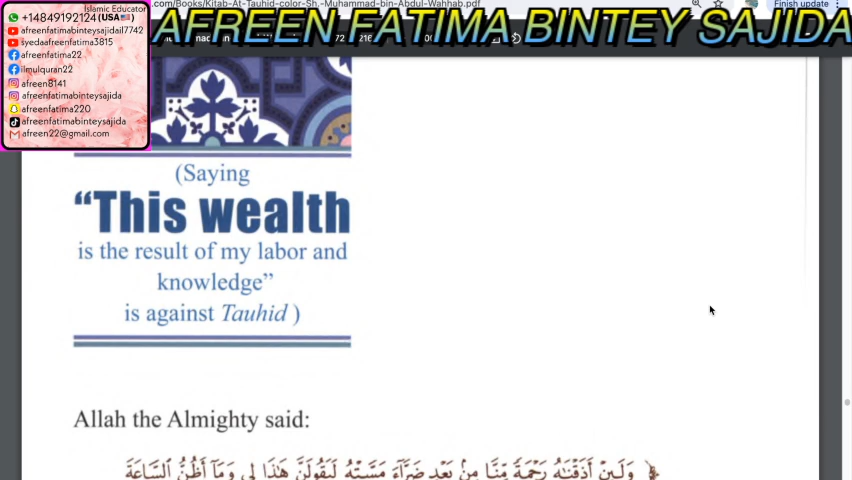 .com/Books/Kitab-At-Tauhid-color-Sh.-Muhammad-bin-Abdul-Wahhab.pdf
Finish update
AFREEN FATIMA BINTEY SAJIDA
Islamic Educator
+14849192124 (USA🇺🇸)
afreenfatimabinteysajidail7742
syedaafreenfatima3815
afreenfatima22
ilmulquran22
afreen8141
afreenfatimabinteysajida
afreenfatima220
afreenfatimabinteysajida
afreen22@gmail.com
(Saying
“This wealth
is the result of my labor and
knowledge”
is against Tauhid )
Allah the Almighty said:
وَلَئِنْ أَذَقْنَٰهُ رَحْمَةً مِّنَّا مِنۢ بَعْدِ ضَرَّآءَ مَسَّتْهُ لَيَقُولَنَّ هَٰذَا لِى وَمَآ أَظُنُّ ٱلسَّاعَةَ